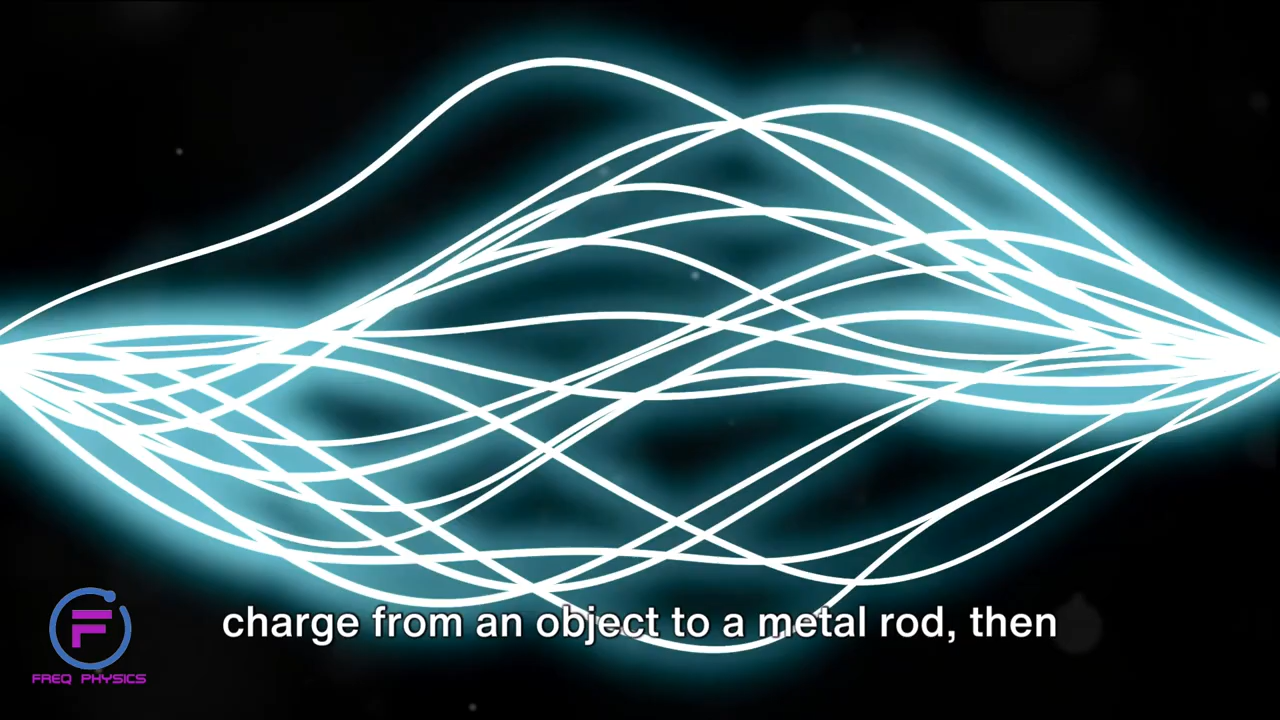 charge from an object to a metal rod, then
FREQ PHYSICS